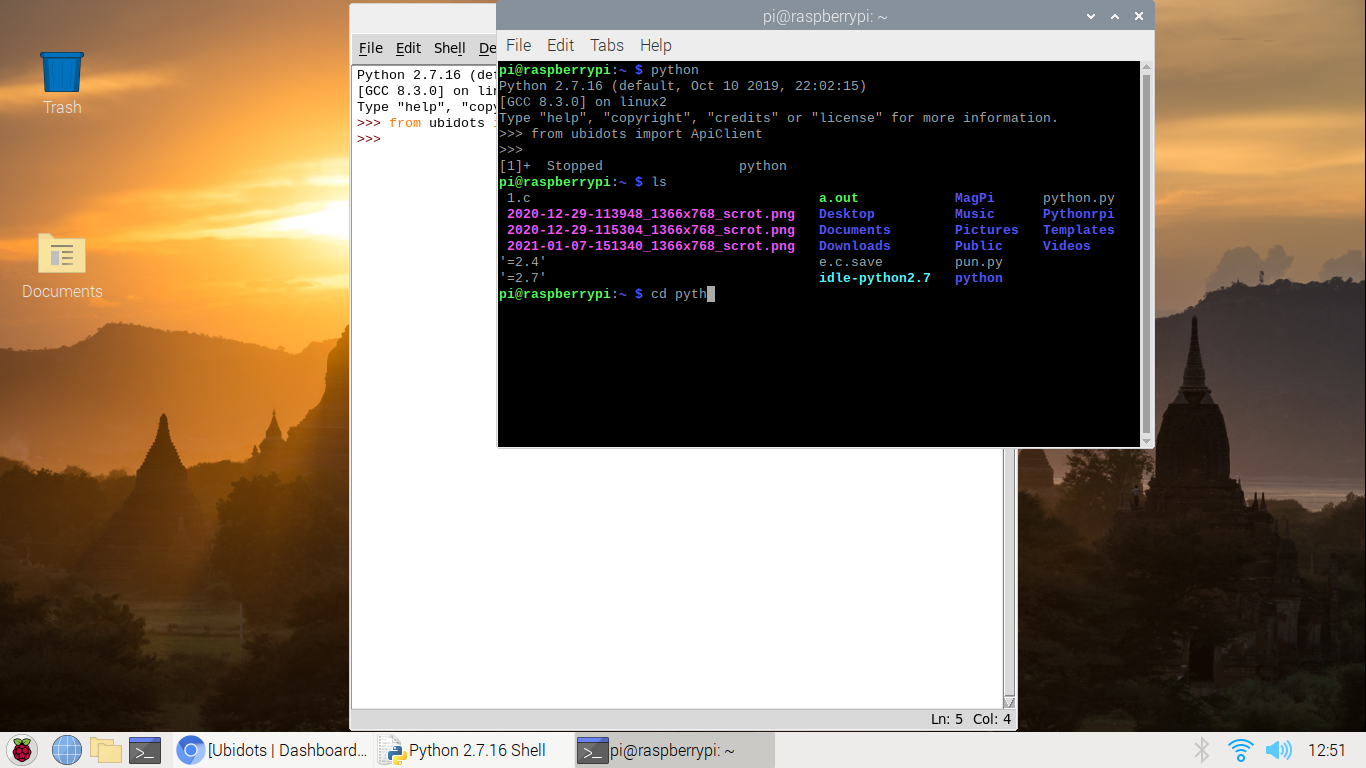 Trash
Documents
File Edit Shell De
Python 2.7.16 (def
[GCC 8.3.0] on lin
Type "help", "copy
>>> from ubidots
>>>
Ln: 5 Col: 4
pi@raspberrypi: ~
File Edit Tabs Help
pi@raspberrypi:~ $ python
Python 2.7.16 (default, Oct 10 2019, 22:02:15)
[GCC 8.3.0] on linux2
Type "help", "copyright", "credits" or "license" for more information.
>>> from ubidots import ApiClient
>>>
[1]+  Stopped                 python
pi@raspberrypi:~ $ ls
 1.c                                    a.out            MagPi      python.py
 2020-12-29-113948_1366x768_scrot.png   Desktop          Music      Pythonrpi
 2020-12-29-115304_1366x768_scrot.png   Documents        Pictures   Templates
 2021-01-07-151340_1366x768_scrot.png   Downloads        Public     Videos
'=2.4'                                  e.c.save         pun.py
'=2.7'                                  idle-python2.7   python
pi@raspberrypi:~ $ cd pyth
[Ubidots | Dashboard... Python 2.7.16 Shell pi@raspberrypi: ~ 12:51